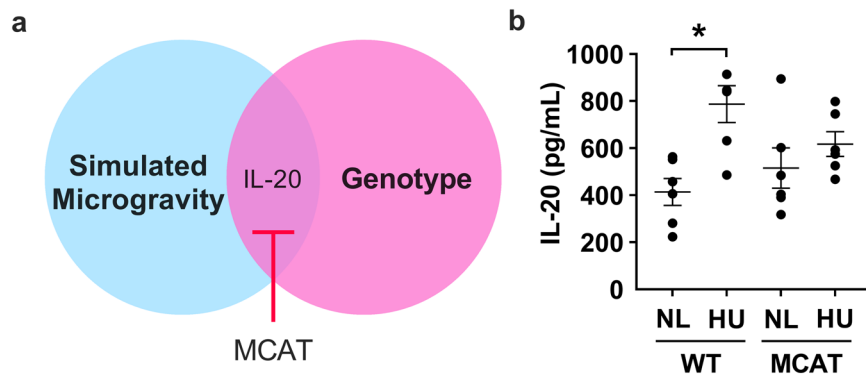 a
Simulated
Microgravity
IL-20
Genotype
MCAT
b
*
IL-20 (pg/mL)
1000
800
600
400
200
0
NL HU NL HU
WT MCAT